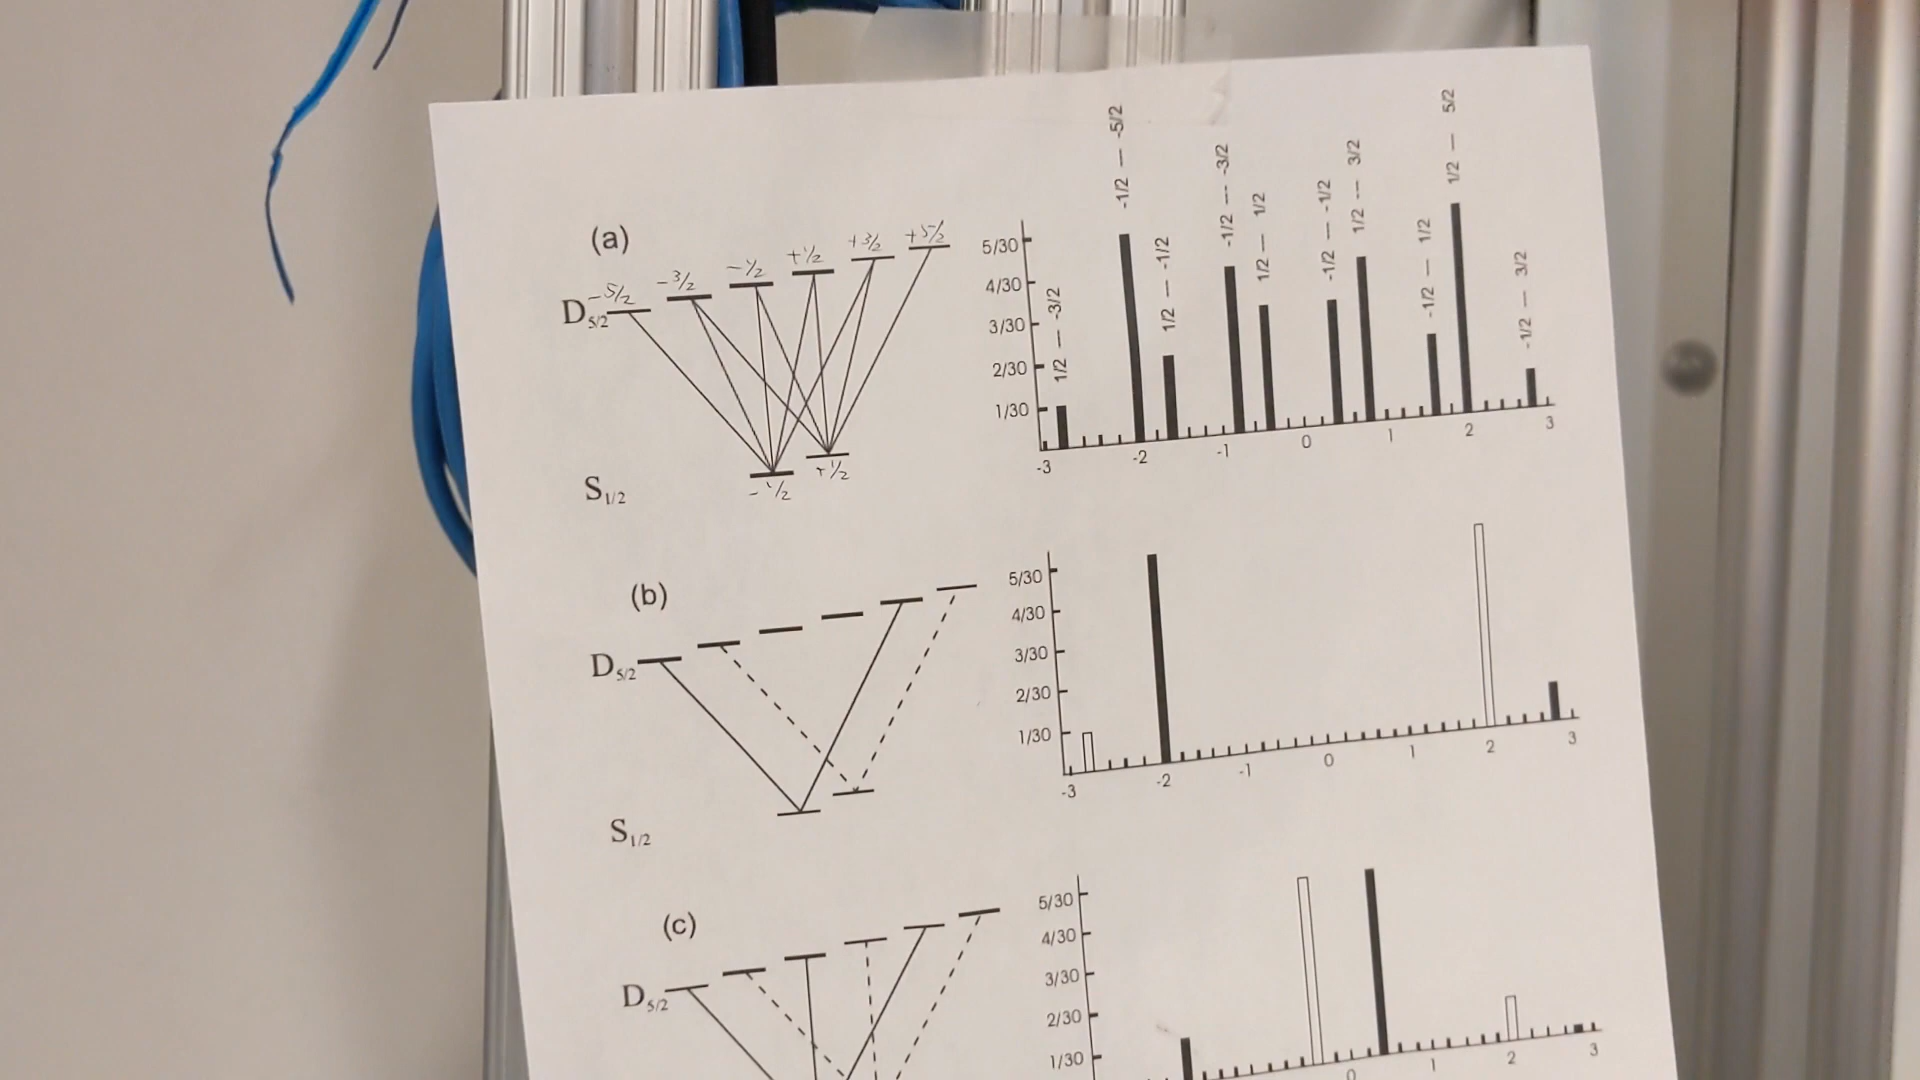 (a)
-5/2 -3/2 -1/2 +1/2 +3/2 +5/2
D5/2
S1/2
-1/2 +1/2
5/30
4/30
3/30
2/30
1/30
1/2 — -3/2
-1/2 — -5/2
1/2 — -1/2
-1/2 --- -3/2
1/2 — 1/2
-1/2 --- -1/2
1/2 --- 3/2
-1/2 — 1/2
1/2 — 5/2
-1/2 — 3/2
-3 -2 -1 0 1 2 3
(b)
D5/2
S1/2
5/30
4/30
3/30
2/30
1/30
-3 -2 -1 0 1 2 3
(c)
D5/2
5/30
4/30
3/30
2/30
1/30
0 1 2 3